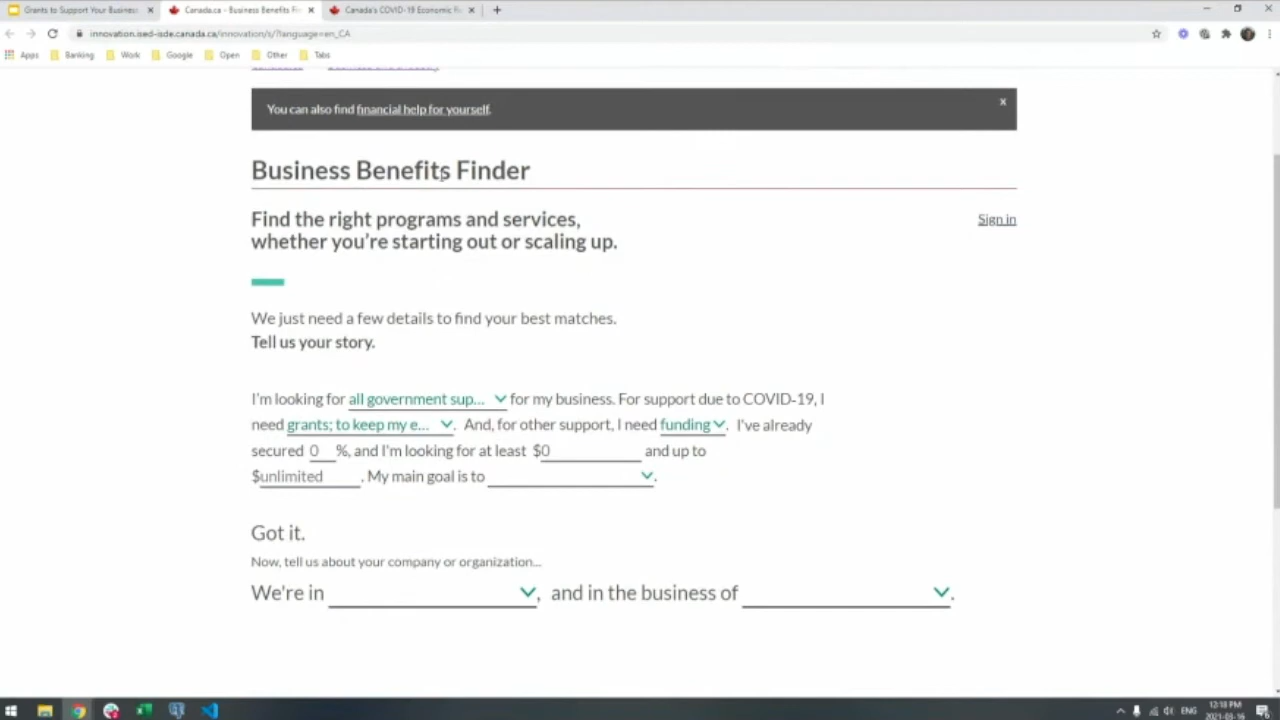 Grants to Support Your Business
Canada.ca - Business Benefits Fi
Canada's COVID-19 Economic R
innovation.ised-isde.canada.ca/innovation/s/?language=en_CA
Apps Banking Work Google Open Other Tabs
You can also find financial help for yourself.
x
Business Benefits Finder
Find the right programs and services,
whether you're starting out or scaling up.
Sign in
We just need a few details to find your best matches.
Tell us your story.
I'm looking for all government sup... for my business. For support due to COVID-19, I
need grants; to keep my e... . And, for other support, I need funding . I've already
secured 0 %, and I'm looking for at least $0 and up to
$unlimited . My main goal is to .
Got it.
Now, tell us about your company or organization...
We're in , and in the business of .
ENG
12:18 PM
2021-03-16